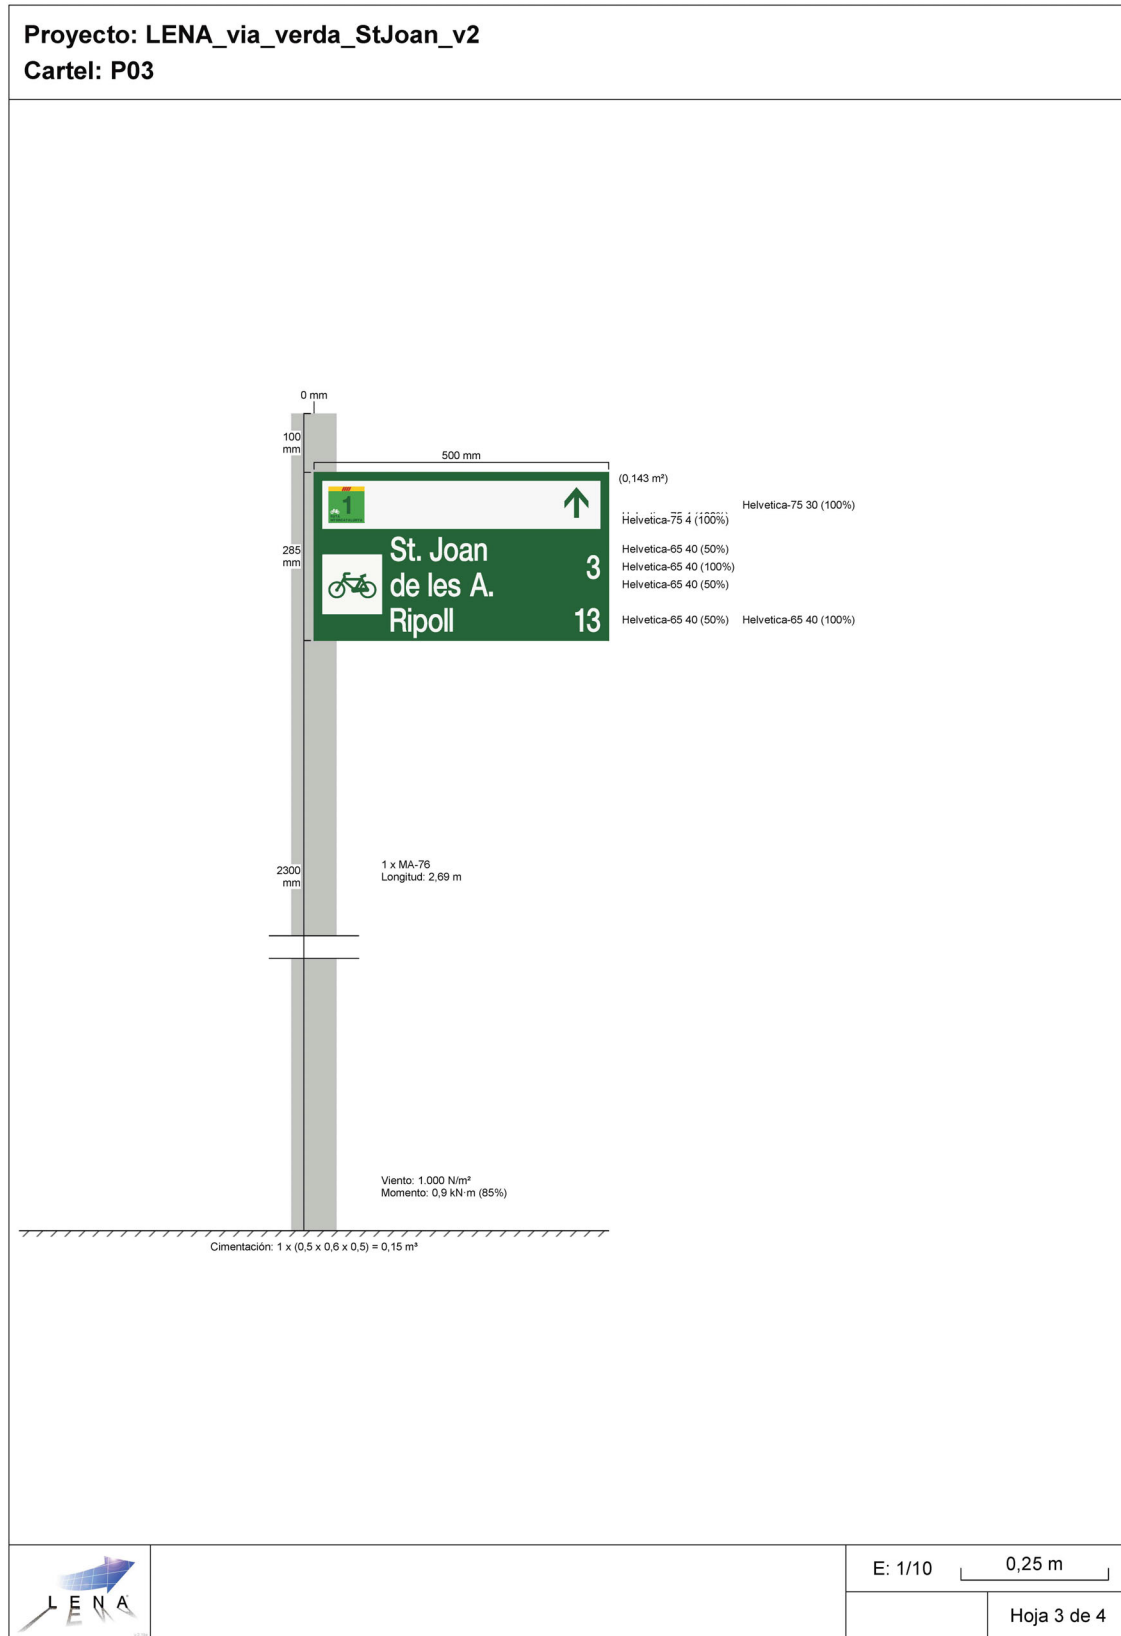 Proyecto: LENA_via_verda_StJoan_v2
Cartel: P03
0 mm
100
mm
500 mm
(0,143 m²)
1
Helvetica-75 30 (100%)
Helvetica-75 4 (100%)
285
mm
St. Joan
de les A.
3
Ripoll
13
Helvetica-65 40 (50%)
Helvetica-65 40 (100%)
Helvetica-65 40 (50%)
Helvetica-65 40 (50%) Helvetica-65 40 (100%)
2300
mm
1 x MA-76
Longitud: 2,69 m
Viento: 1.000 N/m²
Momento: 0,9 kN·m (85%)
Cimentación: 1 x (0,5 x 0,6 x 0,5) = 0,15 m³
LENA
E: 1/10
0,25 m
Hoja 3 de 4